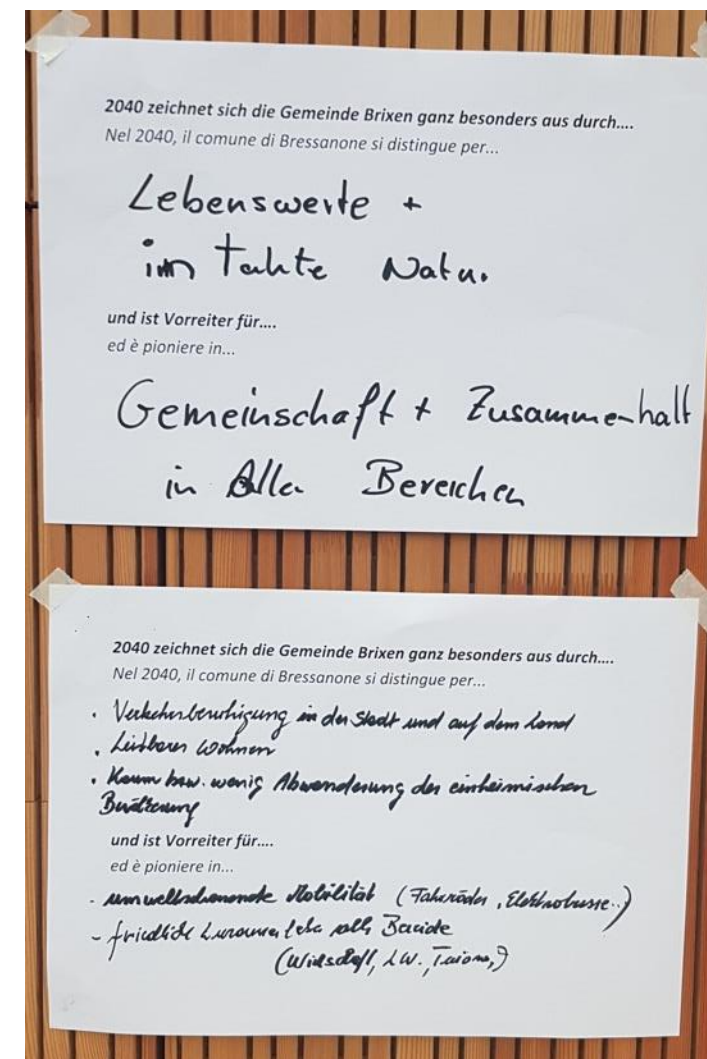 2040 zeichnet sich die Gemeinde Brixen ganz besonders aus durch....
Nel 2040, il comune di Bressanone si distingue per...
Lebenswerte +
im Takte Natur
und ist Vorreiter für....
ed è pioniere in...
Gemeinschaft + Zusammenhalt
in Allen Bereichen
2040 zeichnet sich die Gemeinde Brixen ganz besonders aus durch....
Nel 2040, il comune di Bressanone si distingue per...
• Verkehrsberuhigung in der Stadt und auf dem Land
• Leistbares Wohnen
• Kaum bzw. wenig Abwanderung der einheimischen
Bevölkerung
und ist Vorreiter für....
ed è pioniere in...
- umweltschonende Mobilität (Fahrräder, Elektrobusse..)
- friedliche Bereiche
(Wirtschaft, LW.,